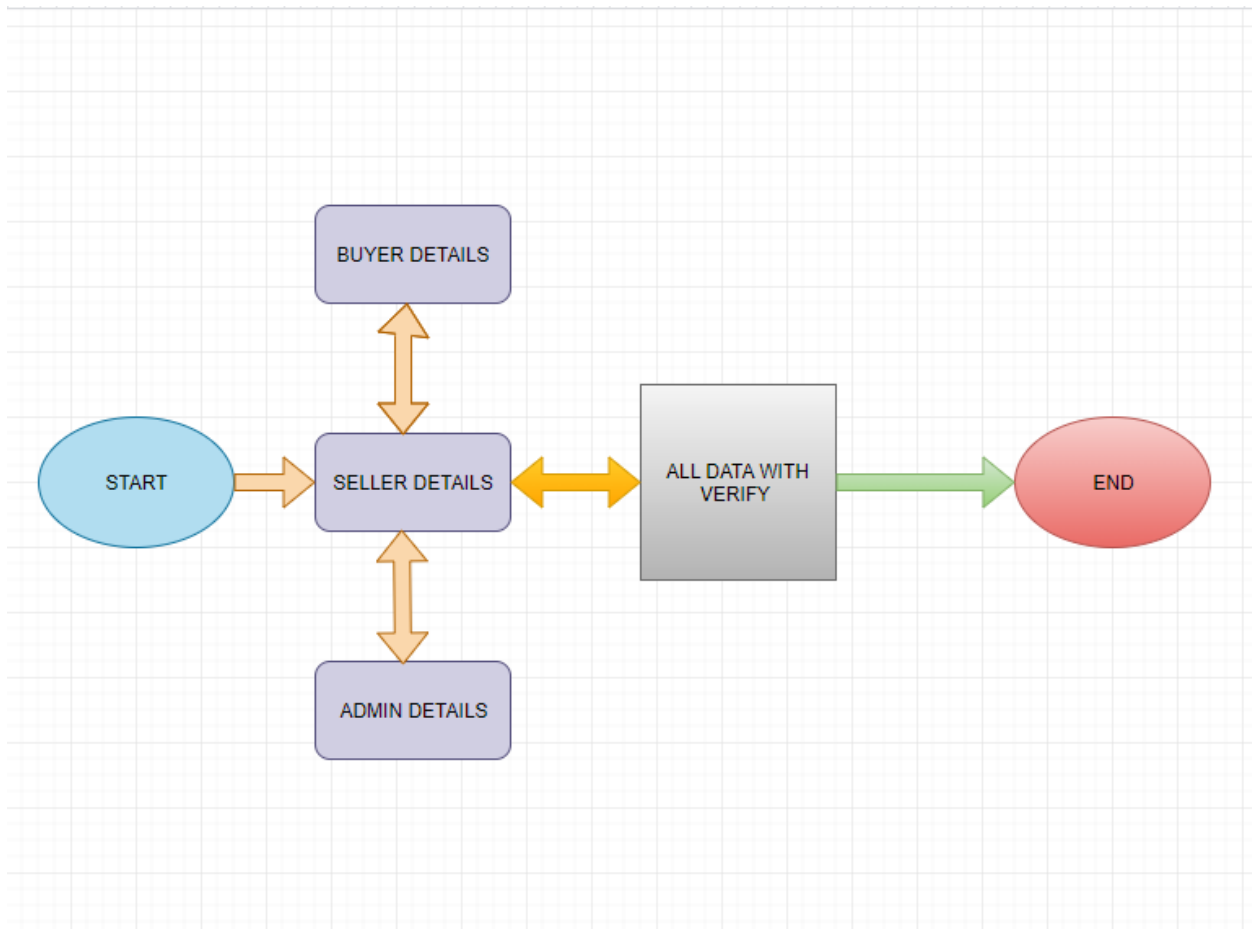 BUYER DETAILS
START
SELLER DETAILS
ALL DATA WITH
VERIFY
END
ADMIN DETAILS